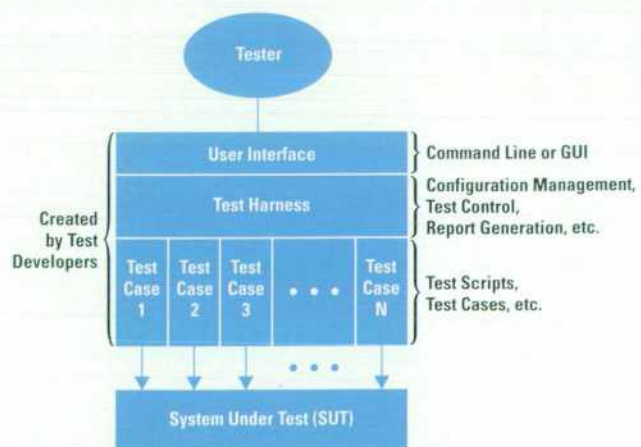 Tester
User Interface
Command Line or GUI
Test Harness
Configuration Management,
Test Control,
Report Generation, etc.
Created
by Test
Developers
Test
Case
1
Test
Case
2
Test
Case
3
• • •
Test
Case
N
Test Scripts,
Test Cases, etc.
• • •
System Under Test (SUT)